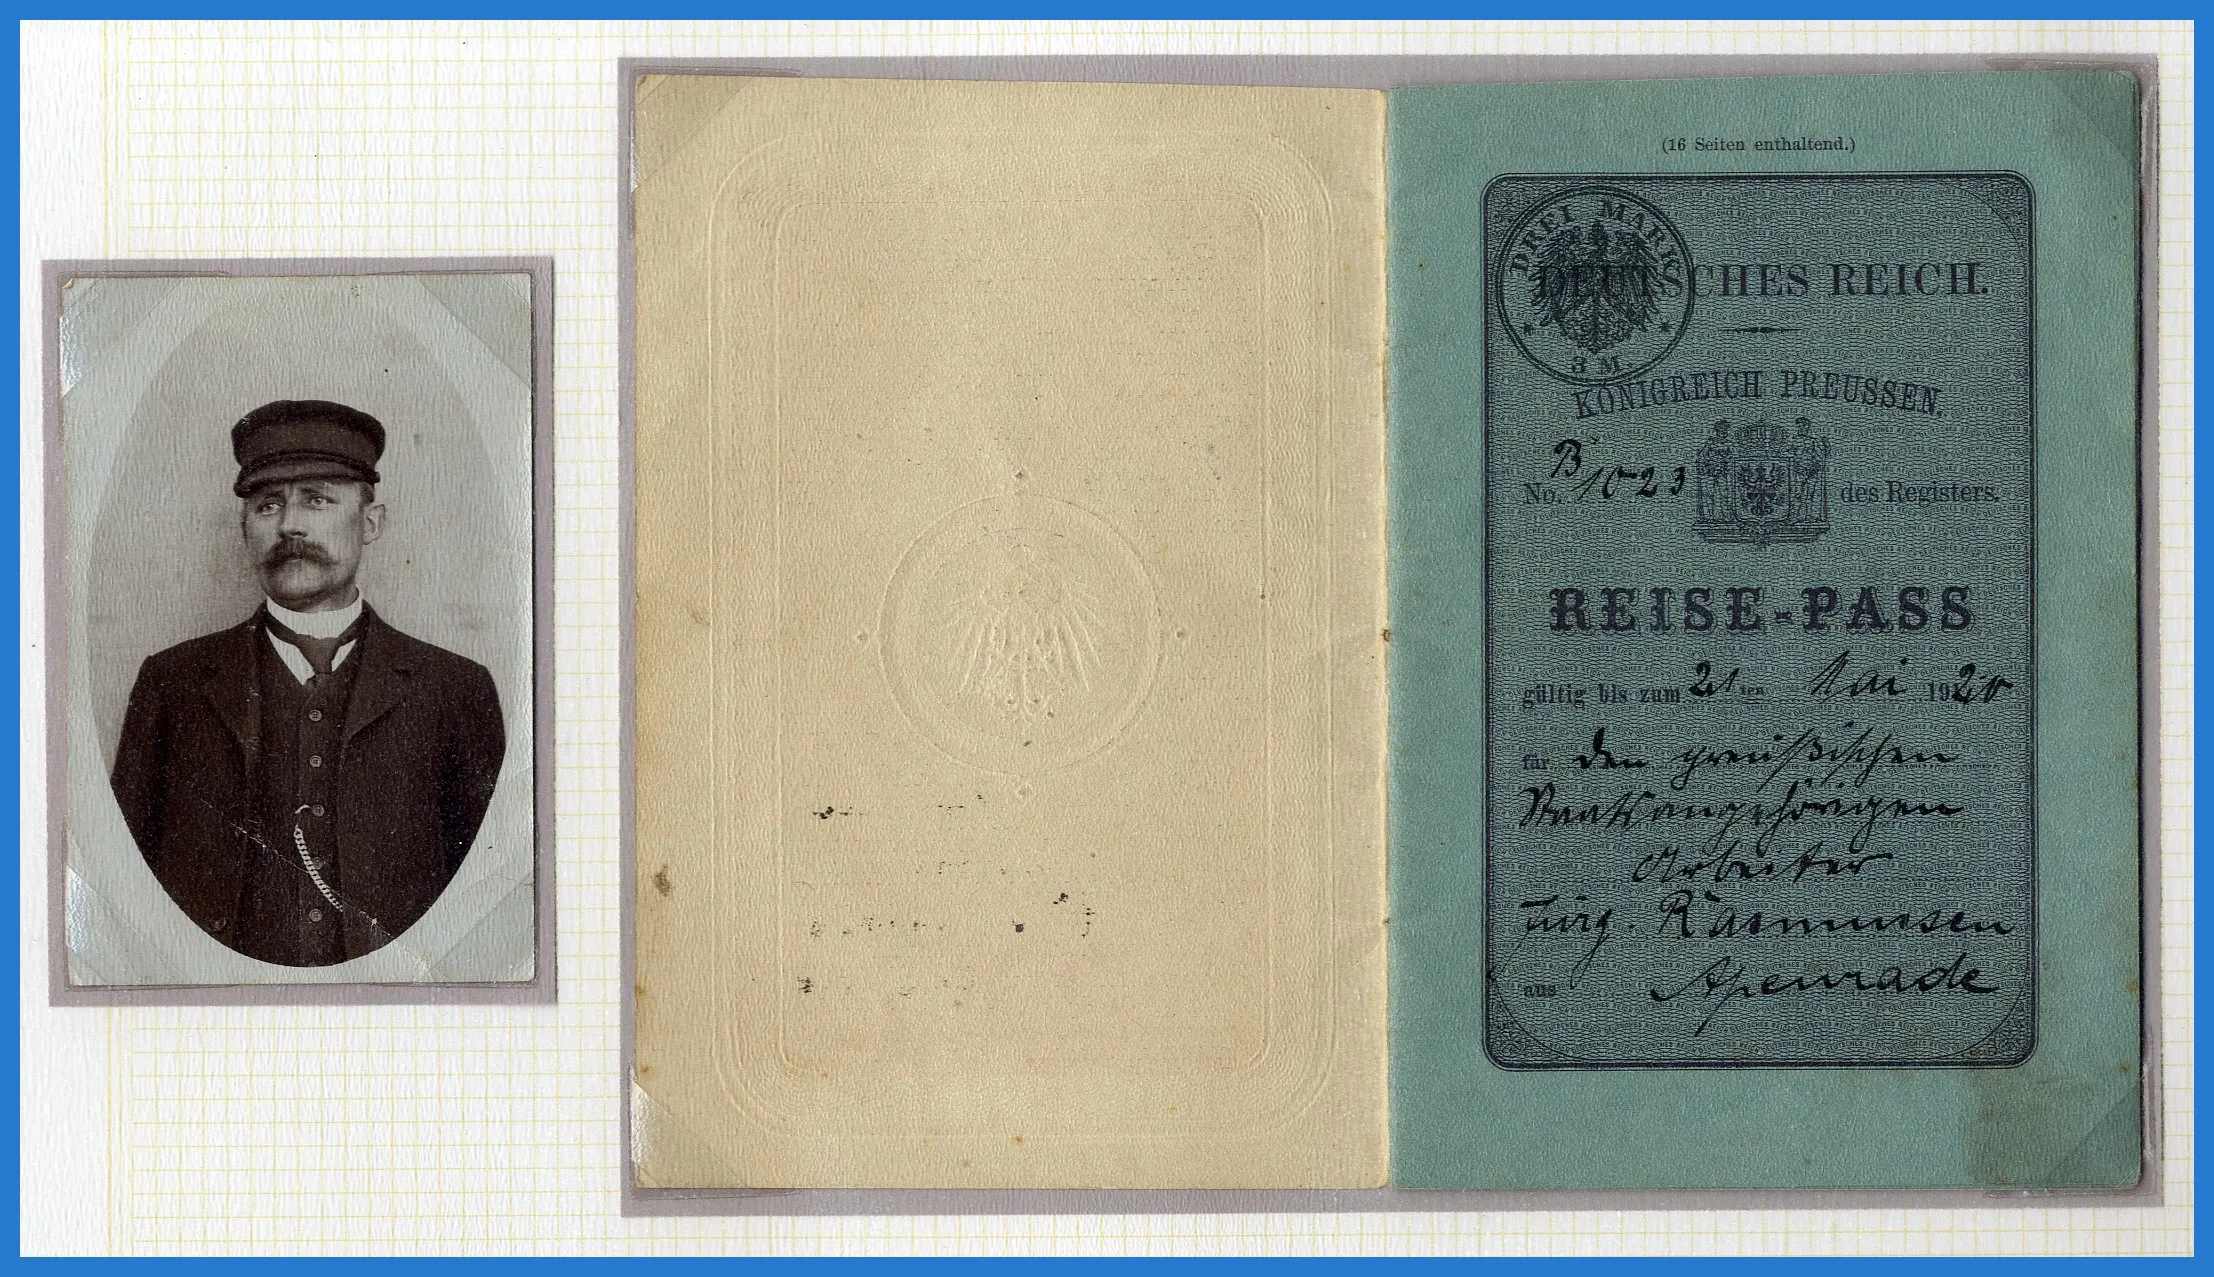 (16 Seiten enthaltend.)
DREI MARK
3 M
DEUTSCHES REICH.
KÖNIGREICH PREUSSEN.
B
No. 1023 des Registers.
REISE-PASS
gültig bis zum 21ten Mai 1920
für den preußischen
Staatsangehörigen
Arbeiter
Jürg. Rasmussen
aus Apenrade